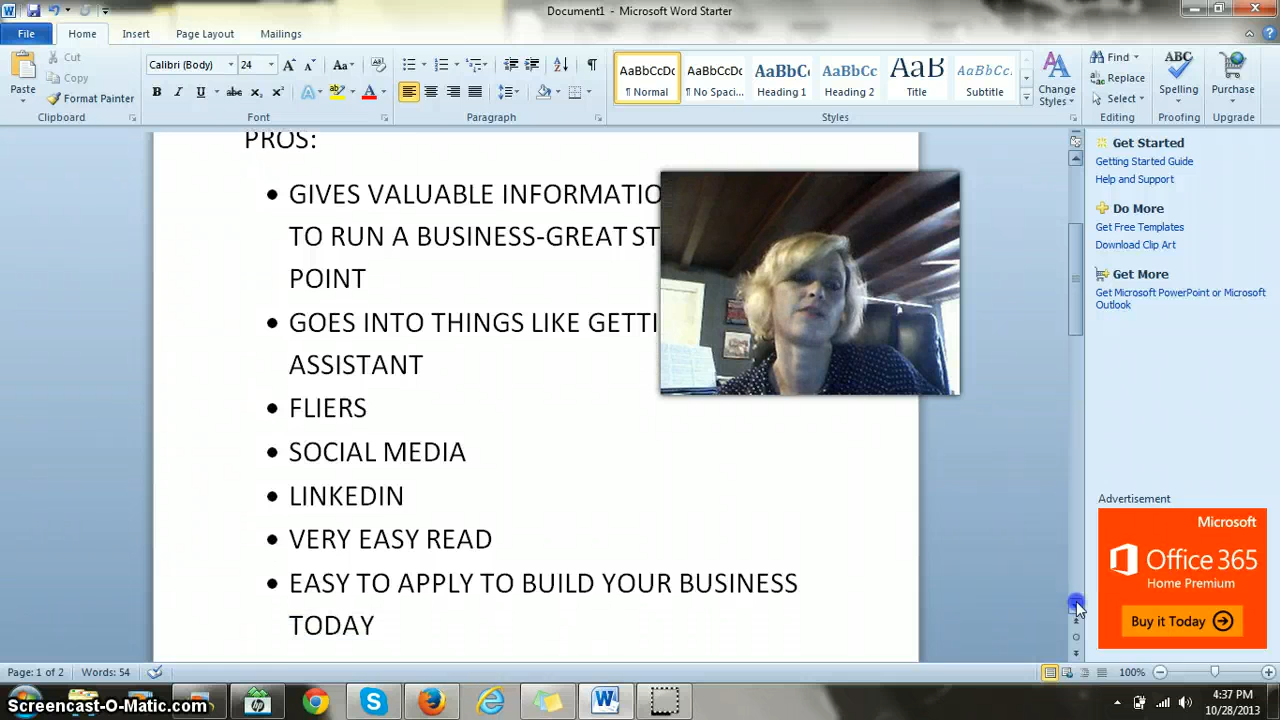 Document1 - Microsoft Word Starter
File Home Insert Page Layout Mailings
Cut
Copy
Format Painter
Paste
Clipboard
Calibri (Body) 24
Font
Paragraph
AaBbCcDc AaBbCcDc AaBbCc AaBbCc AaB AaBbCcDc
¶ Normal ¶ No Spaci... Heading 1 Heading 2 Title Subtitle
Styles
Change Styles
Find
Replace
Select
Editing
Spelling
Proofing
Purchase
Upgrade
PROS:
• GIVES VALUABLE INFORMATIO
TO RUN A BUSINESS-GREAT ST
POINT
• GOES INTO THINGS LIKE GETTI
ASSISTANT
• FLIERS
• SOCIAL MEDIA
• LINKEDIN
• VERY EASY READ
• EASY TO APPLY TO BUILD YOUR BUSINESS
TODAY
Get Started
Getting Started Guide
Help and Support
Do More
Get Free Templates
Download Clip Art
Get More
Get Microsoft PowerPoint or Microsoft
Outlook
Advertisement
Microsoft
Office 365
Home Premium
Buy it Today
Page: 1 of 2 Words: 54
100%
Screencast-O-Matic.com
4:37 PM
10/28/2013